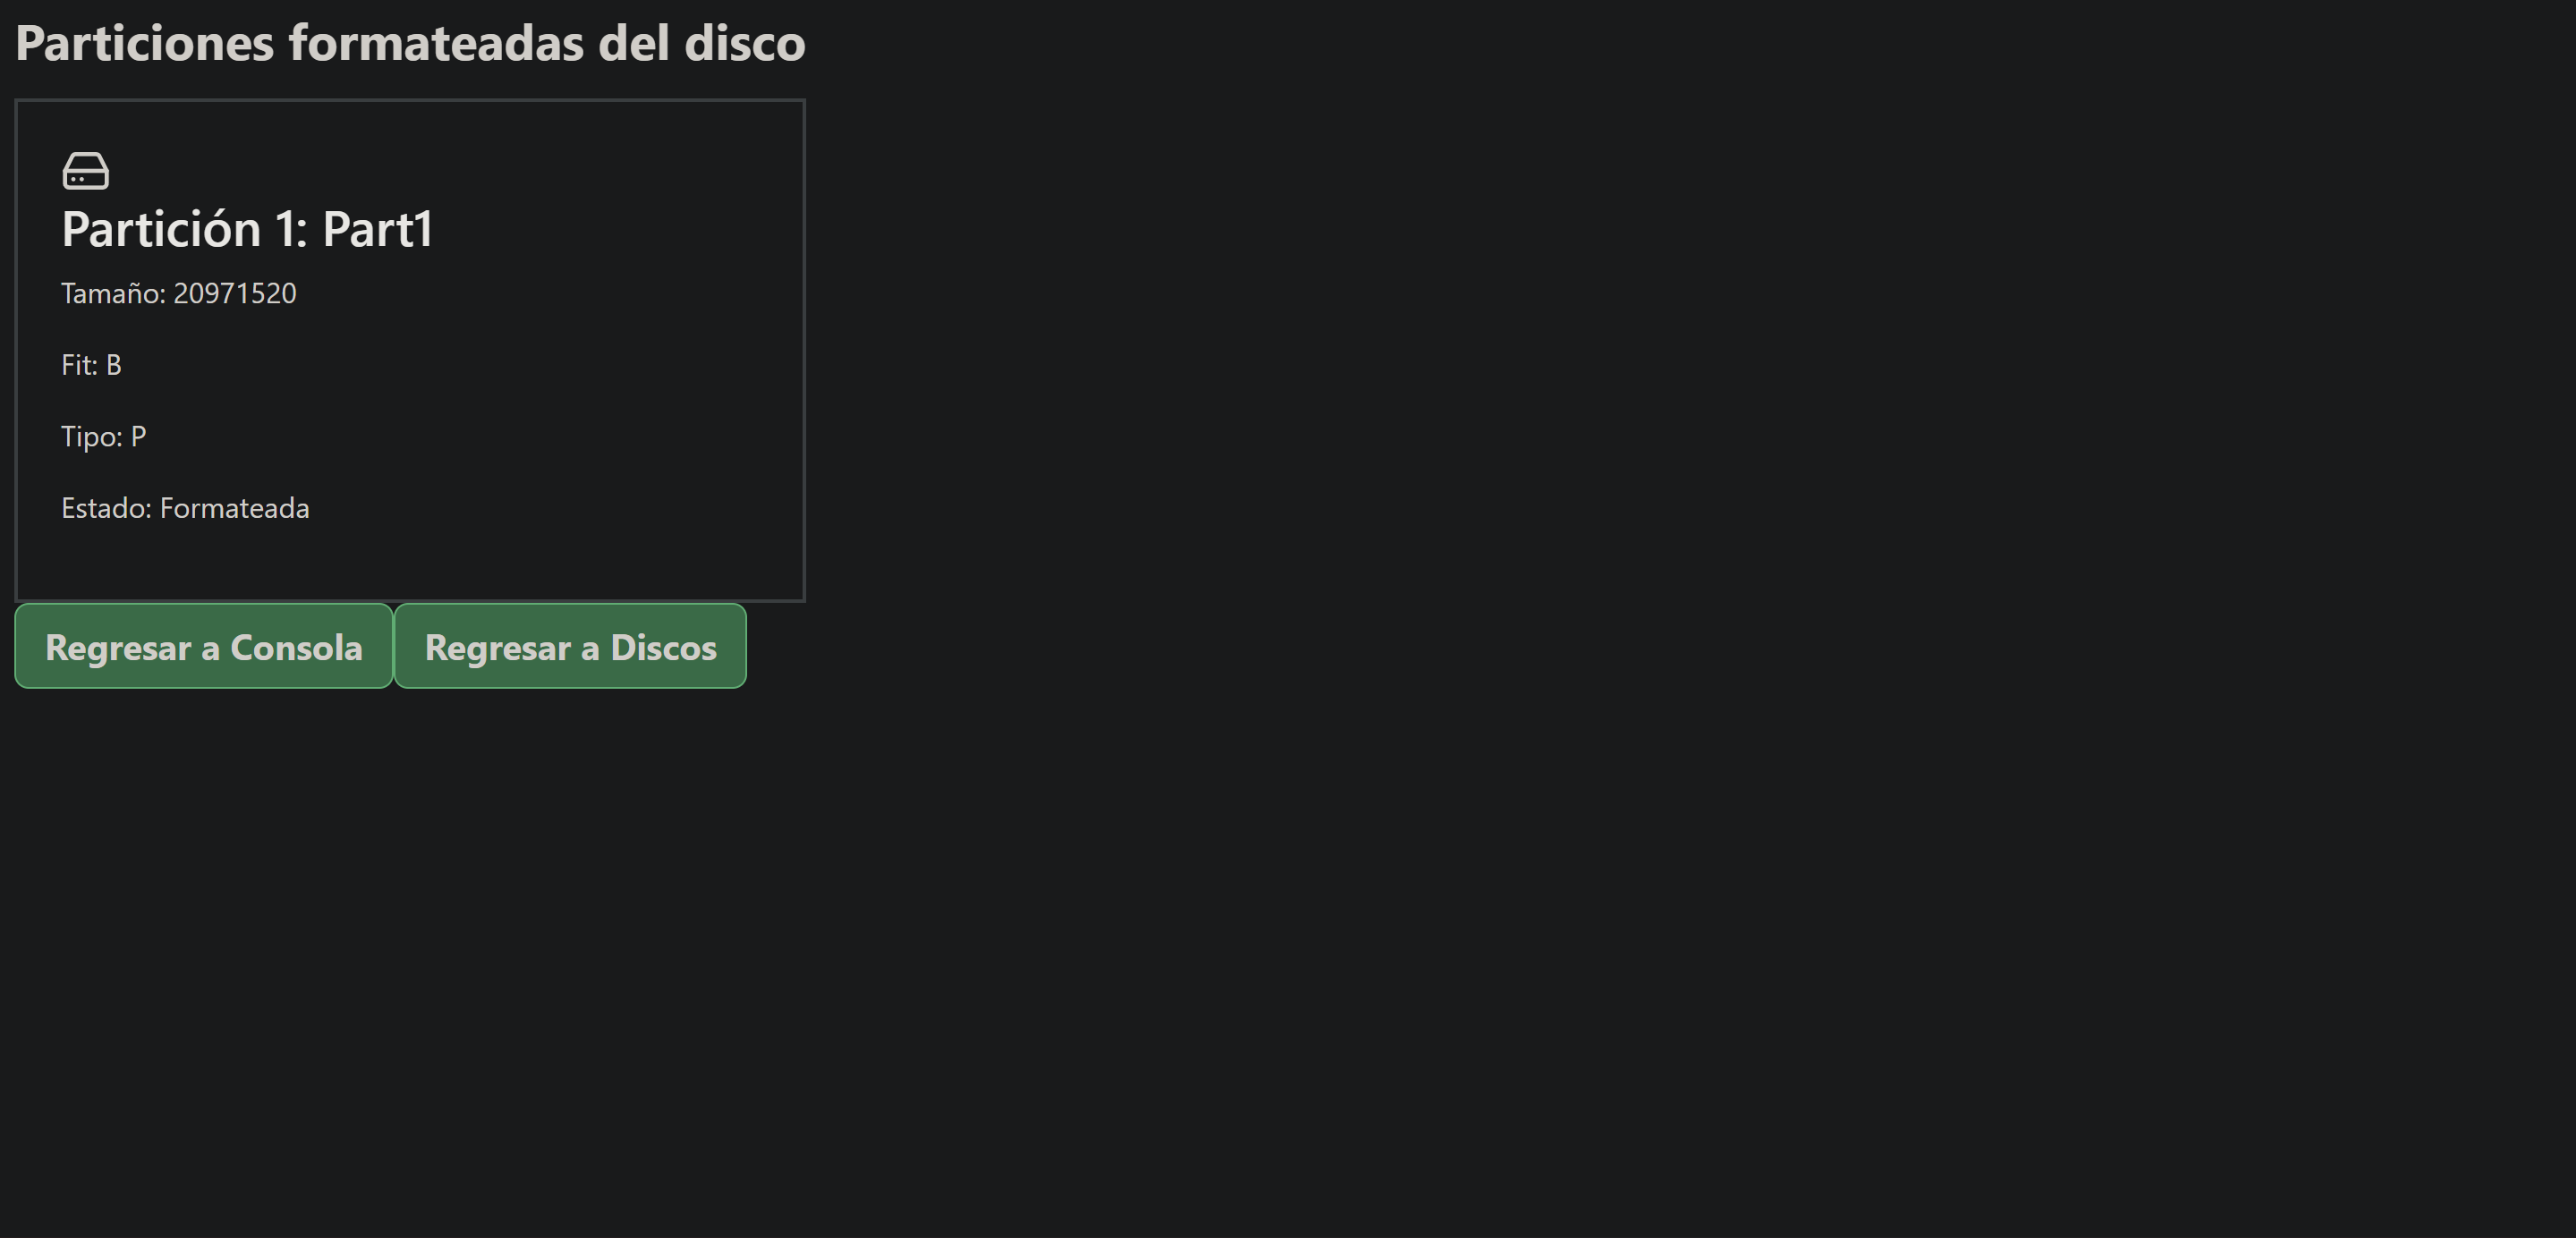 Particiones formateadas del disco
Partición 1: Part1
Tamaño: 20971520
Fit: B
Tipo: P
Estado: Formateada
Regresar a Consola
Regresar a Discos